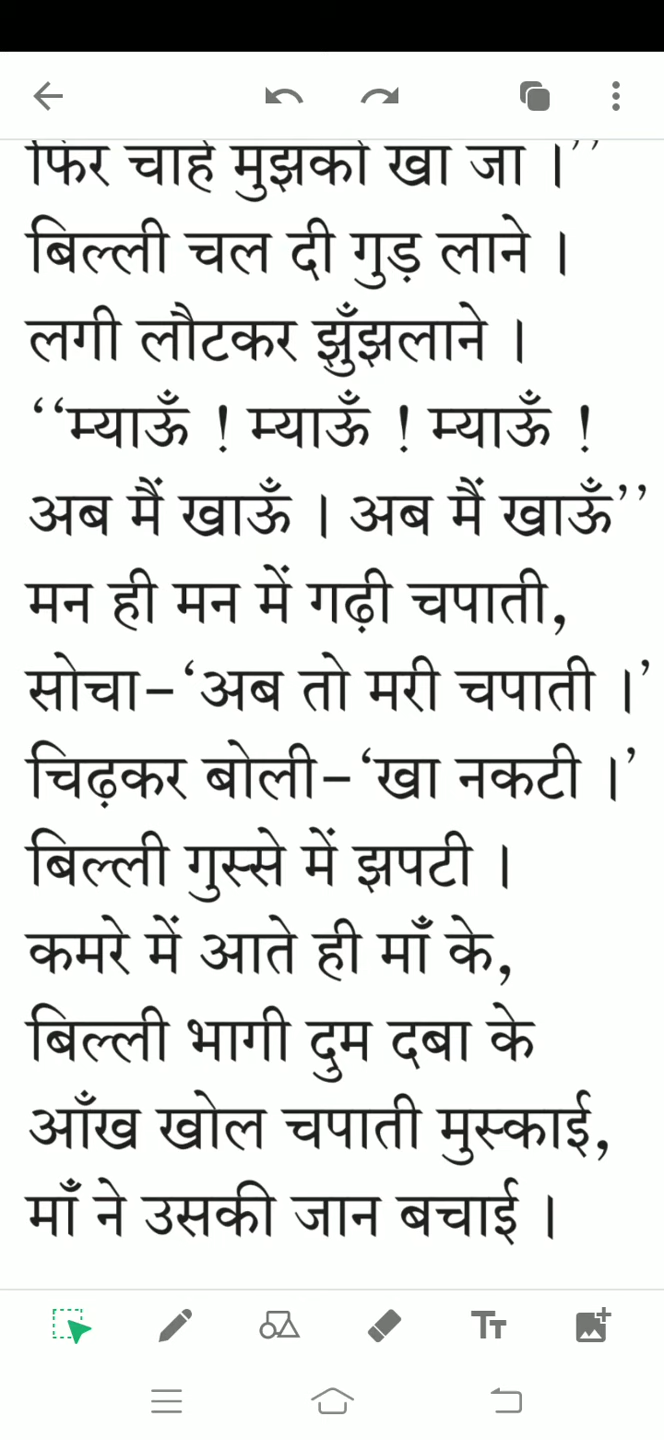 फिर चाहे मुझको खा जा ।’’
बिल्ली चल दी गुड़ लाने ।
लगी लौटकर झुँझलाने ।
‘‘म्याऊँ ! म्याऊँ ! म्याऊँ !
अब मैं खाऊँ । अब मैं खाऊँ’’
मन ही मन में गढ़ी चपाती,
सोचा–‘अब तो मरी चपाती ।’
चिढ़कर बोली–‘खा नकटी ।’
बिल्ली गुस्से में झपटी ।
कमरे में आते ही माँ के,
बिल्ली भागी दुम दबा के
आँख खोल चपाती मुस्काई,
माँ ने उसकी जान बचाई ।
Tт